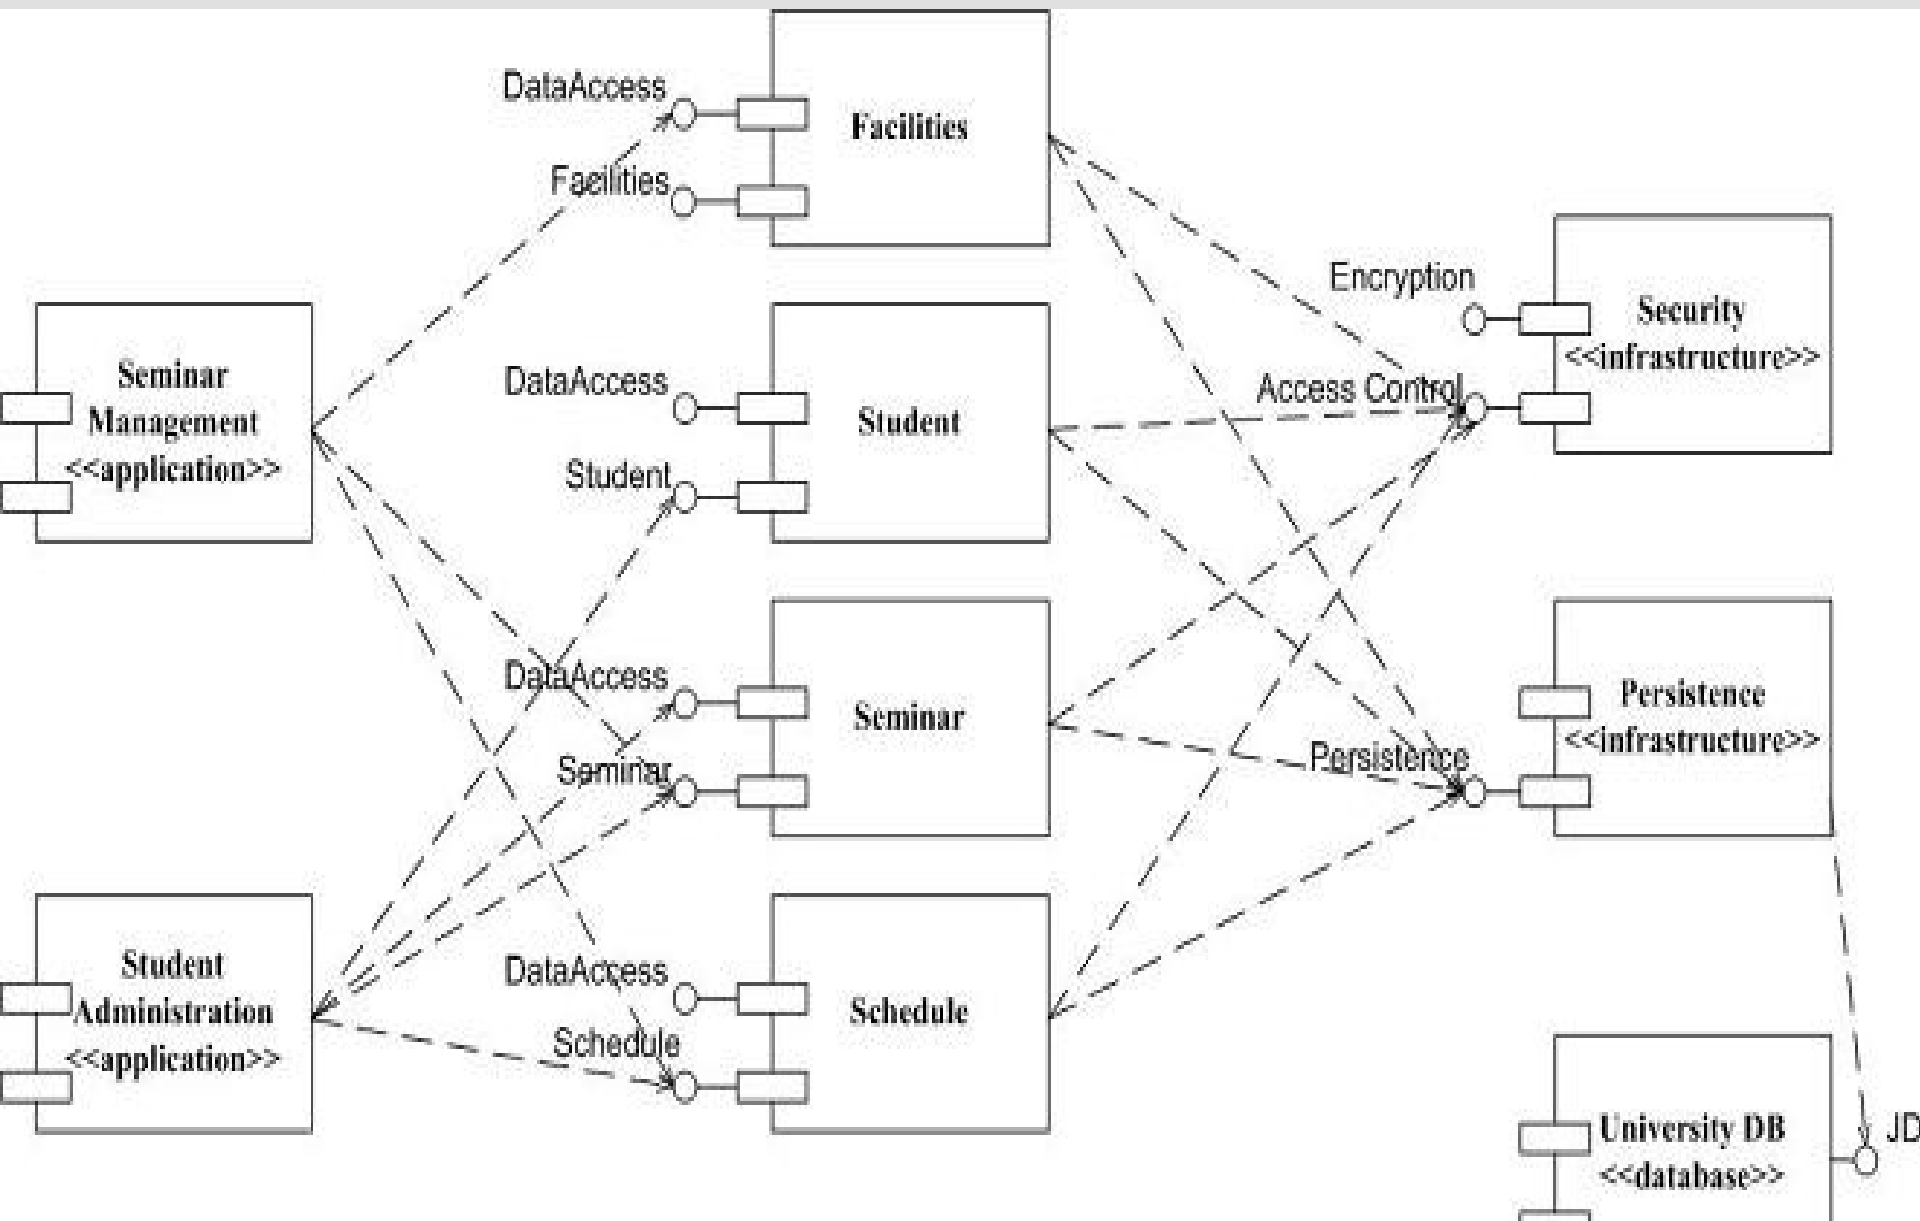 DataAccess
Facilities
Facilities
Encryption
Security
<<infrastructure>>
Access Control
Seminar
Management
<<application>>
DataAccess
Student
Student
DataAccess
Seminar
Seminar
Persistence
<<infrastructure>>
Persistence
Student
Administration
<<application>>
DataAccess
Schedule
Schedule
University DB
<<database>>
JD